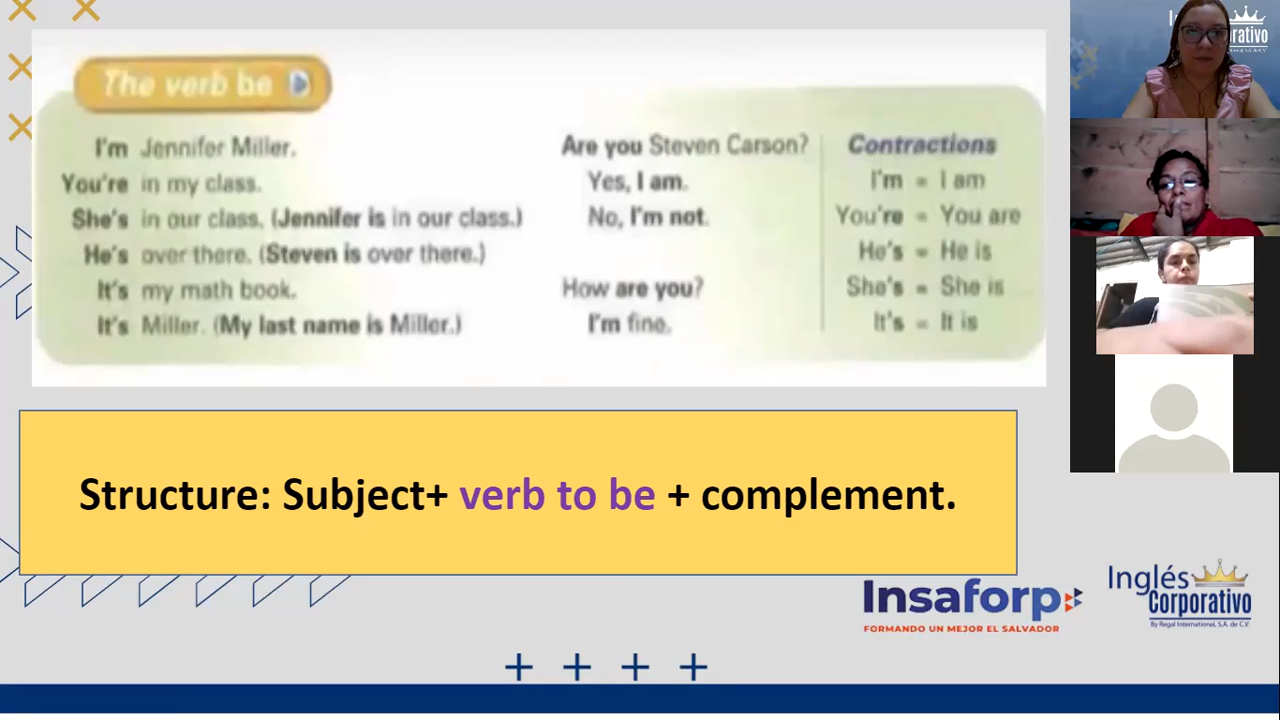 The verb be
I'm Jennifer Miller.
You're in my class.
She's in our class. (Jennifer is in our class.)
He's over there. (Steven is over there.)
It's my math book.
It's Miller. (My last name is Miller.)
Are you Steven Carson?
Yes, I am.
No, I'm not.
How are you?
I'm fine.
Contractions
I'm = I am
You're = You are
He's = He is
She's = She is
It's = It is
Structure: Subject+ verb to be + complement.
Insaforp
FORMANDO UN MEJOR EL SALVADOR
Inglés
Corporativo
By Regal International, S.A. de C.V.